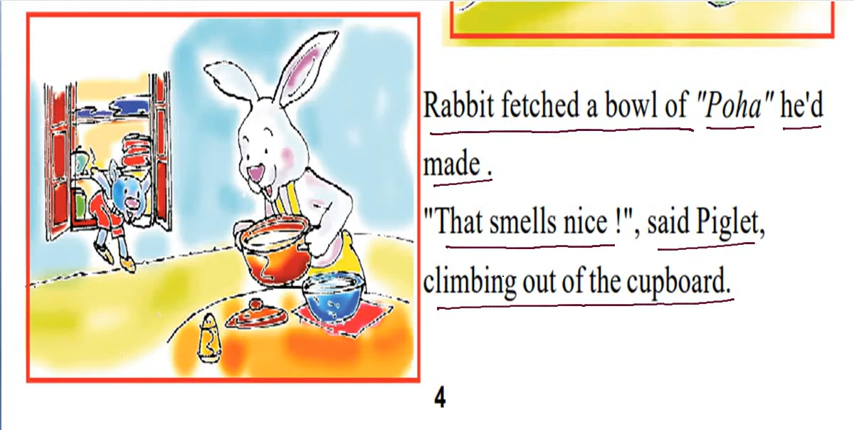 Rabbit fetched a bowl of "Poha" he'd
made .
"That smells nice !", said Piglet,
climbing out of the cupboard.
4